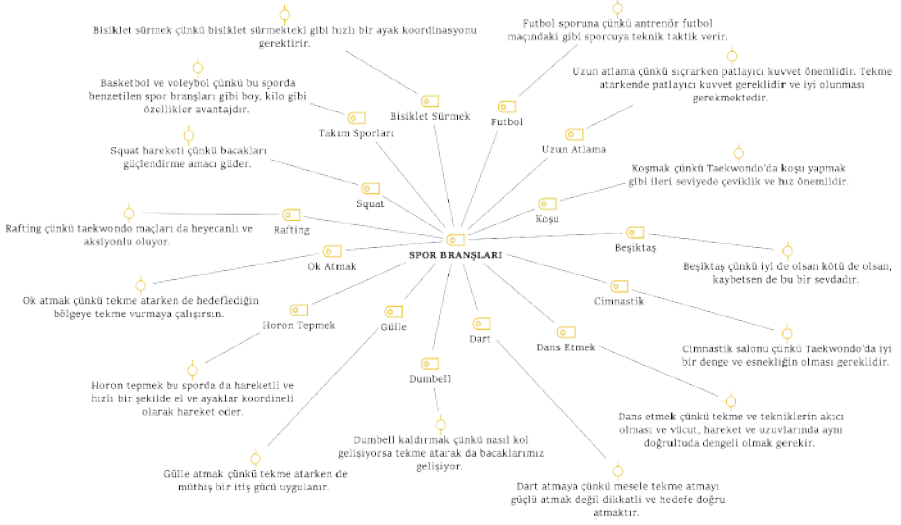 Bisiklet sürmek çünkü bisiklet sürmekteki gibi hızlı bir ayak koordinasyonu
gerektirir.
Futbol sporuna çünkü antrenör futbol
maçındaki gibi sporcuya teknik taktik verir.
Basketbol ve voleybol çünkü bu sporda
benzetilen spor branşları gibi boy, kilo gibi
özellikler avantajdır.
Uzun atlama çünkü sıçrarken patlayıcı kuvvet önemlidir. Tekme
atarkende patlayıcı kuvvet gereklidir ve iyi olunması
gerekmektedir.
Bisiklet Sürmek
Futbol
Takım Sporları
Uzun Atlama
Squat hareketi çünkü bacakları
güçlendirme amacı güder.
Koşmak çünkü Taekwondo'da koşu yapmak
gibi ileri seviyede çeviklik ve hız önemlidir.
Squat
Koşu
Rafting çünkü taekwondo maçları da heyecanlı ve
aksiyonlu oluyor.
Rafting
Beşiktaş
SPOR BRANŞLARI
Ok Atmak
Beşiktaş çünkü iyi de olsan kötü de olsan,
kaybetsen de bu bir sevdadır.
Ok atmak çünkü tekme atarken de hedeflediğin
bölgeye tekme vurmaya çalışırsın.
Cimnastik
Horon Tepmek
Gülle
Dart
Dans Etmek
Cimnastik salonu çünkü Taekwondo'da iyi
bir denge ve esnekliğin olması gereklidir.
Dumbell
Horon tepmek bu sporda da hareketli ve
hızlı bir şekilde el ve ayaklar koordineli
olarak hareket eder.
Dans etmek çünkü tekme ve tekniklerin akıcı
olması ve vücut, hareket ve uzuvlarında aynı
doğrultuda dengeli olmak gerekir.
Dumbell kaldırmak çünkü nasıl kol
gelişiyorsa tekme atarak da bacaklarımız
gelişiyor.
Gülle atmak çünkü tekme atarken de
müthiş bir itiş gücü uygulanır.
Dart atmaya çünkü mesele tekme atmayı
güçlü atmak değil dikkatli ve hedefe doğru
atmaktır.